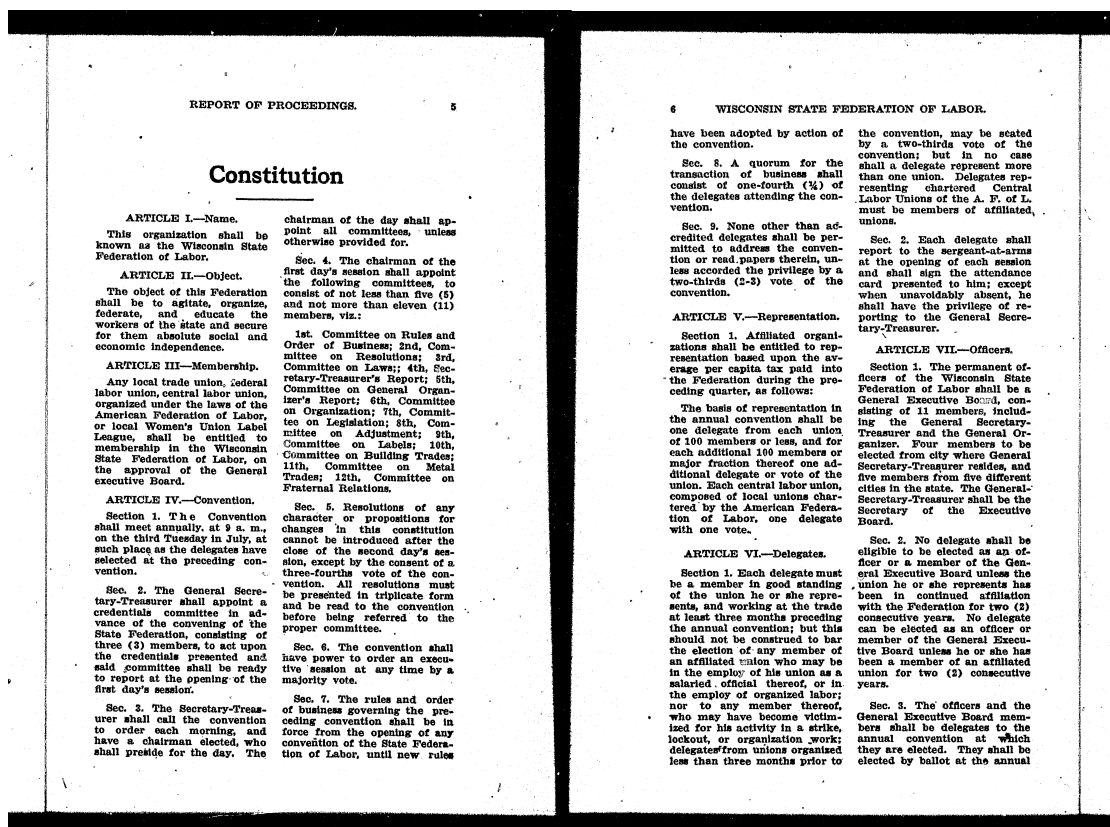 REPORT OF PROCEEDINGS. 5
Constitution
ARTICLE I.—Name.
This organization shall be
known as the Wisconsin State
Federation of Labor.
ARTICLE II.—Object.
The object of this Federation
shall be to agitate, organize,
federate, and educate the
workers of the state and secure
for them absolute social and
economic independence.
ARTICLE III—Membership.
Any local trade union, federal
labor union, central labor union,
organized under the laws of the
American Federation of Labor,
or local Women's Union Label
League, shall be entitled to
membership in the Wisconsin
State Federation of Labor, on
the approval of the General
executive Board.
ARTICLE IV.—Convention.
Section 1. The Convention
shall meet annually, at 9 a. m.,
on the third Tuesday in July, at
such place as the delegates have
selected at the preceding con-
vention.
Sec. 2. The General Secre-
tary-Treasurer shall appoint a
credentials committee in ad-
vance of the convening of the
State Federation, consisting of
three (3) members, to act upon
the credentials presented and
said committee shall be ready
to report at the opening of the
first day's session.
Sec. 3. The Secretary-Treas-
urer shall call the convention
to order each morning, and
have a chairman elected, who
shall preside for the day. The
chairman of the day shall ap-
point all committees, unless
otherwise provided for.
Sec. 4. The chairman of the
first day's session shall appoint
the following committees, to
consist of not less than five (5)
and not more than eleven (11)
members, viz.:
1st. Committee on Rules and
Order of Business; 2nd, Com-
mittee on Resolutions; 3rd,
Committee on Laws;; 4th, Sec-
retary-Treasurer's Report; 5th,
Committee on General Organ-
izer's Report; 6th, Committee
on Organization; 7th, Commit-
tee on Legislation; 8th, Com-
mittee on Adjustment; 9th,
Committee on Labels; 10th,
Committee on Building Trades;
11th, Committee on Metal
Trades; 12th, Committee on
Fraternal Relations.
Sec. 5. Resolutions of any
character or propositions for
changes in this constitution
cannot be introduced after the
close of the second day's ses-
sion, except by the consent of a
three-fourths vote of the con-
vention. All resolutions must
be presented in triplicate form
and be read to the convention
before being referred to the
proper committee.
Sec. 6. The convention shall
have power to order an execu-
tive session at any time by a
majority vote.
Sec. 7. The rules and order
of business governing the pre-
ceding convention shall be in
force from the opening of any
convention of the State Federa-
tion of Labor, until new rules
6 WISCONSIN STATE FEDERATION OF LABOR.
have been adopted by action of
the convention.
Sec. 8. A quorum for the
transaction of business shall
consist of one-fourth (¼) of
the delegates attending the con-
vention.
Sec. 9. None other than ac-
credited delegates shall be per-
mitted to address the conven-
tion or read papers therein, un-
less accorded the privilege by a
two-thirds (2-3) vote of the
convention.
ARTICLE V.—Representation.
Section 1. Affiliated organi-
zations shall be entitled to rep-
resentation based upon the av-
erage per capita tax paid into
the Federation during the pre-
ceding quarter, as follows:
The basis of representation in
the annual convention shall be
one delegate from each union
of 100 members or less, and for
each additional 100 members or
major fraction thereof one ad-
ditional delegate or vote of the
union. Each central labor union,
composed of local unions char-
tered by the American Federa-
tion of Labor, one delegate
with one vote.
ARTICLE VI.—Delegates.
Section 1. Each delegate must
be a member in good standing
of the union he or she repre-
sents, and working at the trade
at least three months preceding
the annual convention; but this
should not be construed to bar
the election of any member of
an affiliated union who may be
in the employ of his union as a
salaried official thereof, or in
the employ of organized labor;
nor to any member thereof,
who may have become victim-
ized for his activity in a strike,
lockout, or organization work;
delegates from unions organized
less than three months prior to
the convention, may be seated
by a two-thirds vote of the
convention; but in no case
shall a delegate represent more
than one union. Delegates rep-
resenting chartered Central
Labor Unions of the A. F. of L.
must be members of affiliated
unions.
Sec. 2. Each delegate shall
report to the sergeant-at-arms
at the opening of each session
and shall sign the attendance
card presented to him; except
when unavoidably absent, he
shall have the privilege of re-
porting to the General Secre-
tary-Treasurer.
ARTICLE VII.—Officers.
Section 1. The permanent of-
ficers of the Wisconsin State
Federation of Labor shall be a
General Executive Board, con-
sisting of 11 members, includ-
ing the General Secretary-
Treasurer and the General Or-
ganizer. Four members to be
elected from city where General
Secretary-Treasurer resides, and
five members from five different
cities in the state. The General-
Secretary-Treasurer shall be the
Secretary of the Executive
Board.
Sec. 2. No delegate shall be
eligible to be elected as an of-
ficer or a member of the Gen-
eral Executive Board unless the
union he or she represents has
been in continued affiliation
with the Federation for two (2)
consecutive years. No delegate
can be elected as an officer or
member of the General Execu-
tive Board unless he or she has
been a member of an affiliated
union for two (2) consecutive
years.
Sec. 3. The officers and the
General Executive Board mem-
bers shall be delegates to the
annual convention at which
they are elected. They shall be
elected by ballot at the annual